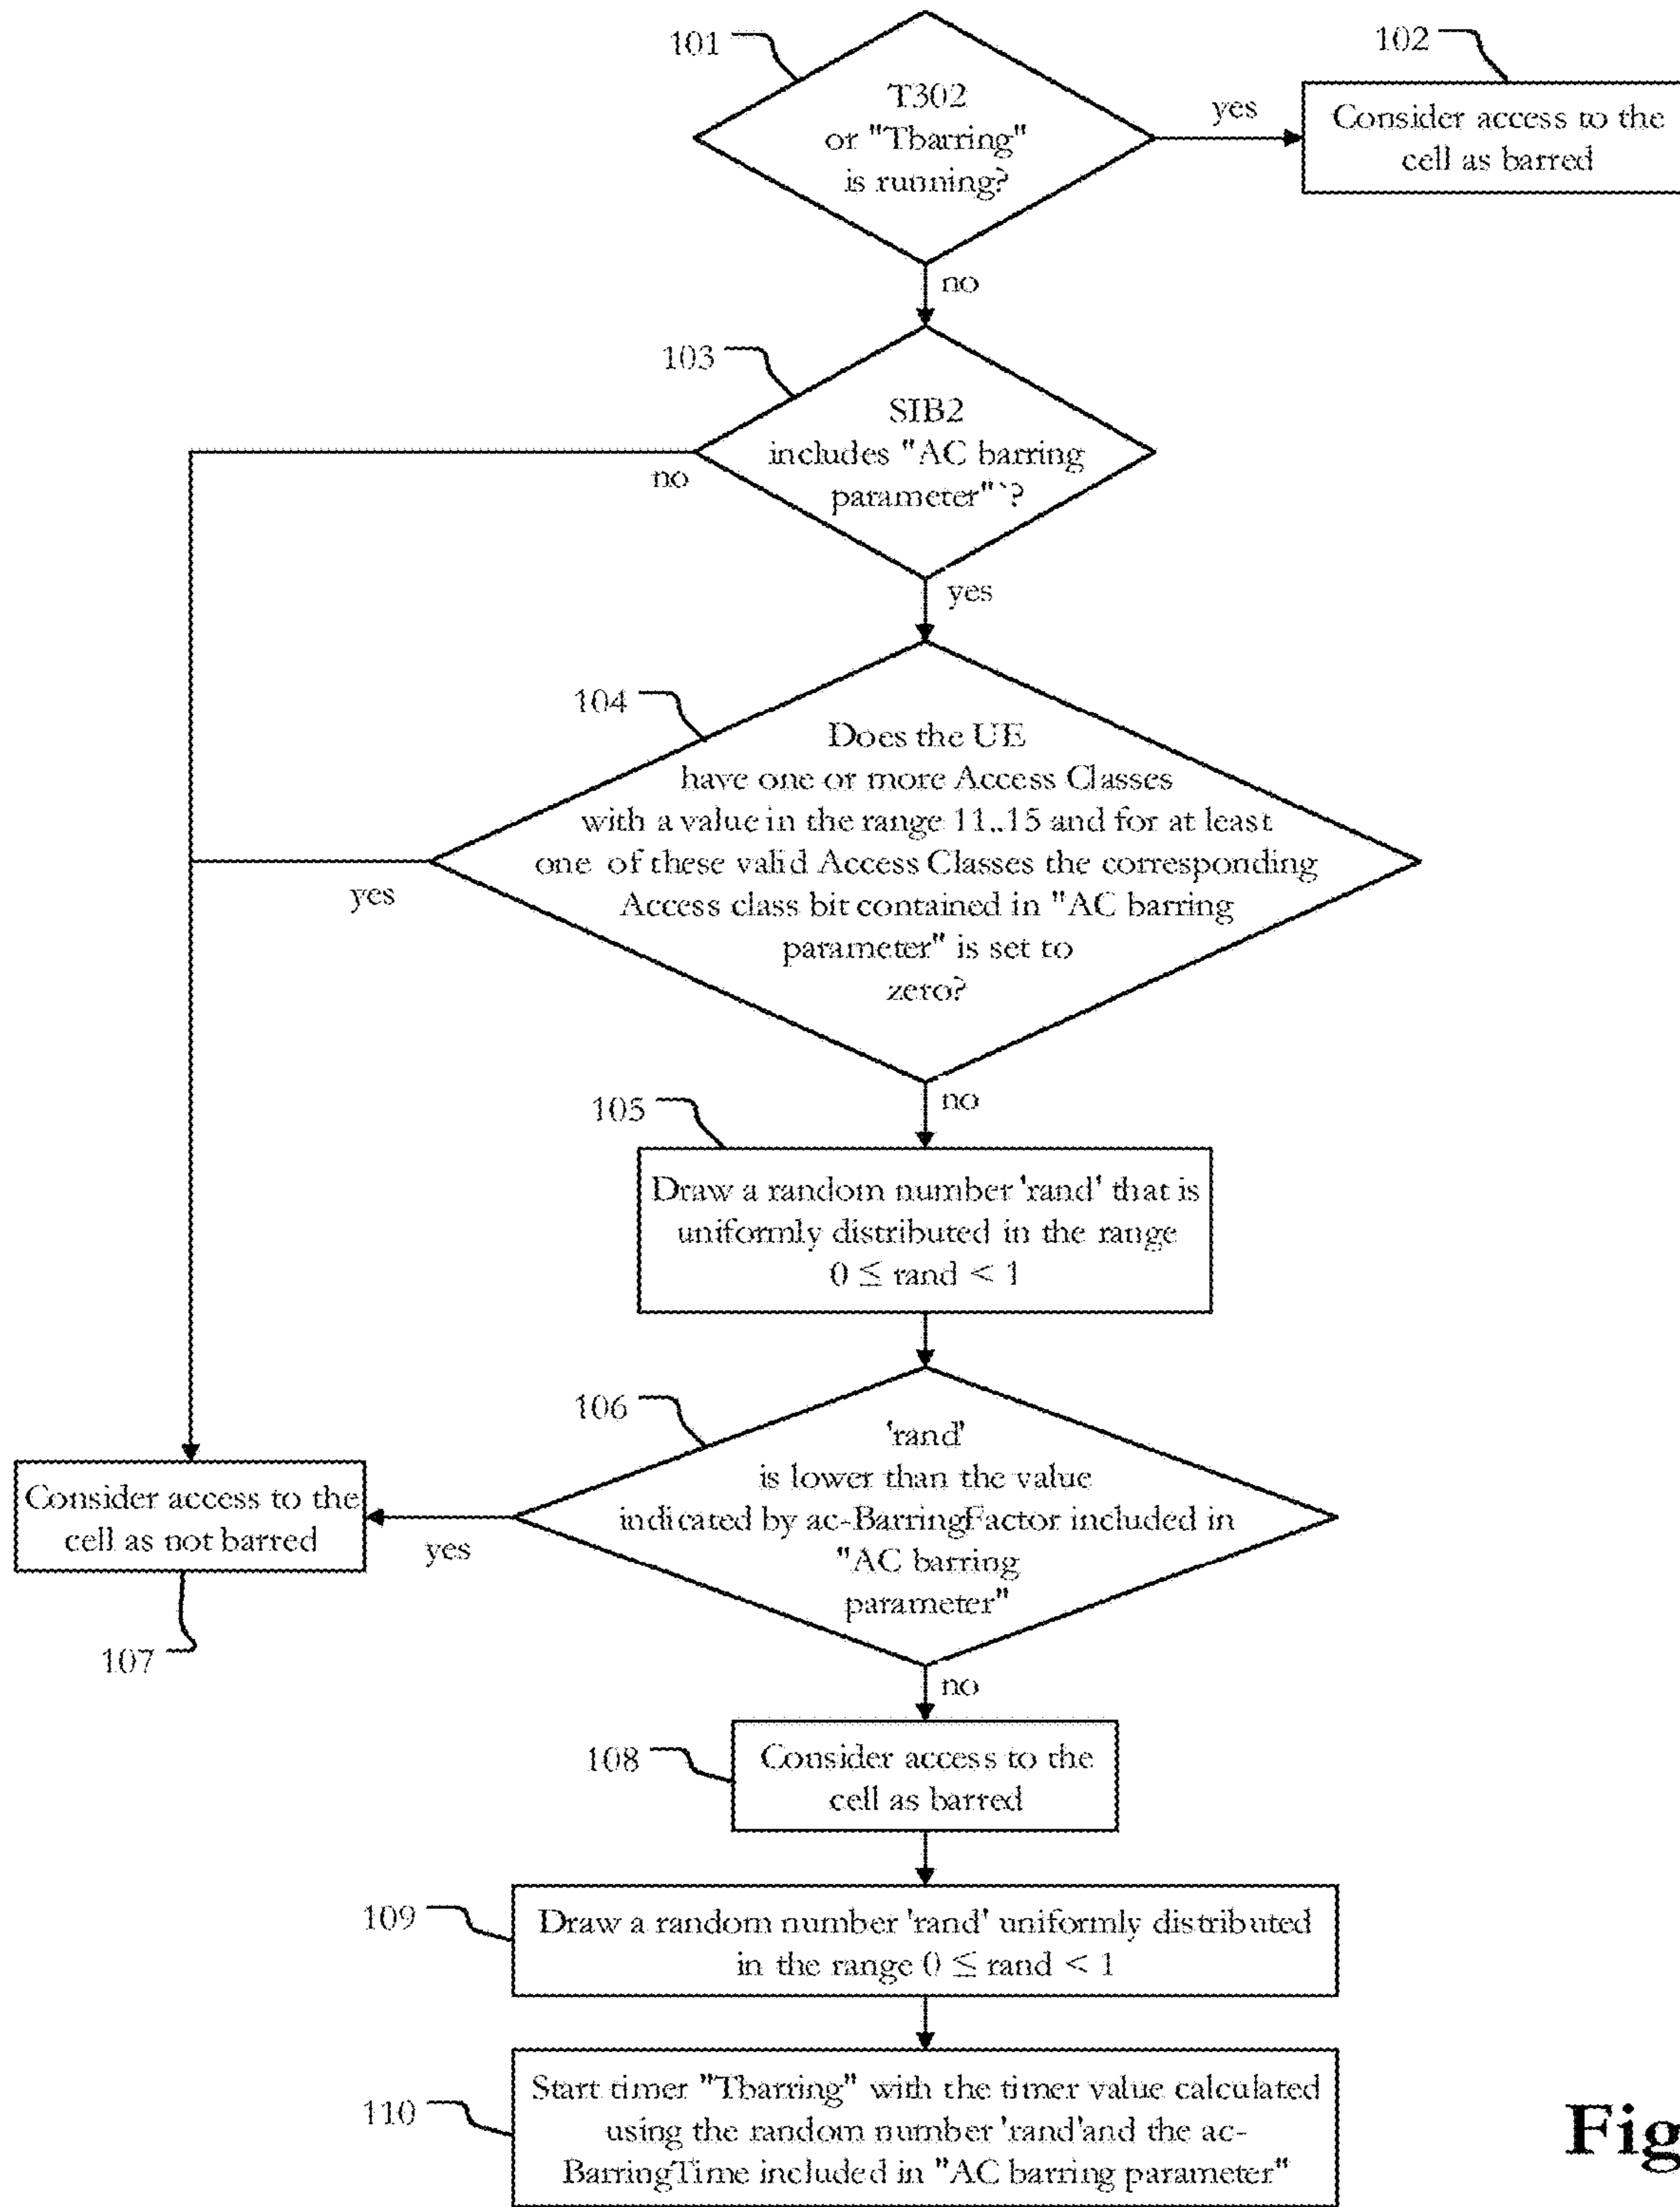 101
T302
or "Tbarring"
is running?
yes
102
Consider access to the
cell as barred
no
103
SIB2
includes "AC barring
parameter"`?
no
yes
104
Does the UE
have one or more Access Classes
with a value in the range 11..15 and for at least
one of these valid Access Classes the corresponding
Access class bit contained in "AC barring
parameter" is set to
zero?
yes
no
105
Draw a random number 'rand' that is
uniformly distributed in the range
0 ≤ rand < 1
106
'rand'
is lower than the value
indicated by ac-BarringFactor included in
"AC barring
parameter"
yes
Consider access to the
cell as not barred
107
no
108
Consider access to the
cell as barred
109
Draw a random number 'rand' uniformly distributed
in the range 0 ≤ rand < 1
110
Start timer "Tbarring" with the timer value calculated
using the random number 'rand'and the ac-
BarringTime included in "AC barring parameter"
Fig